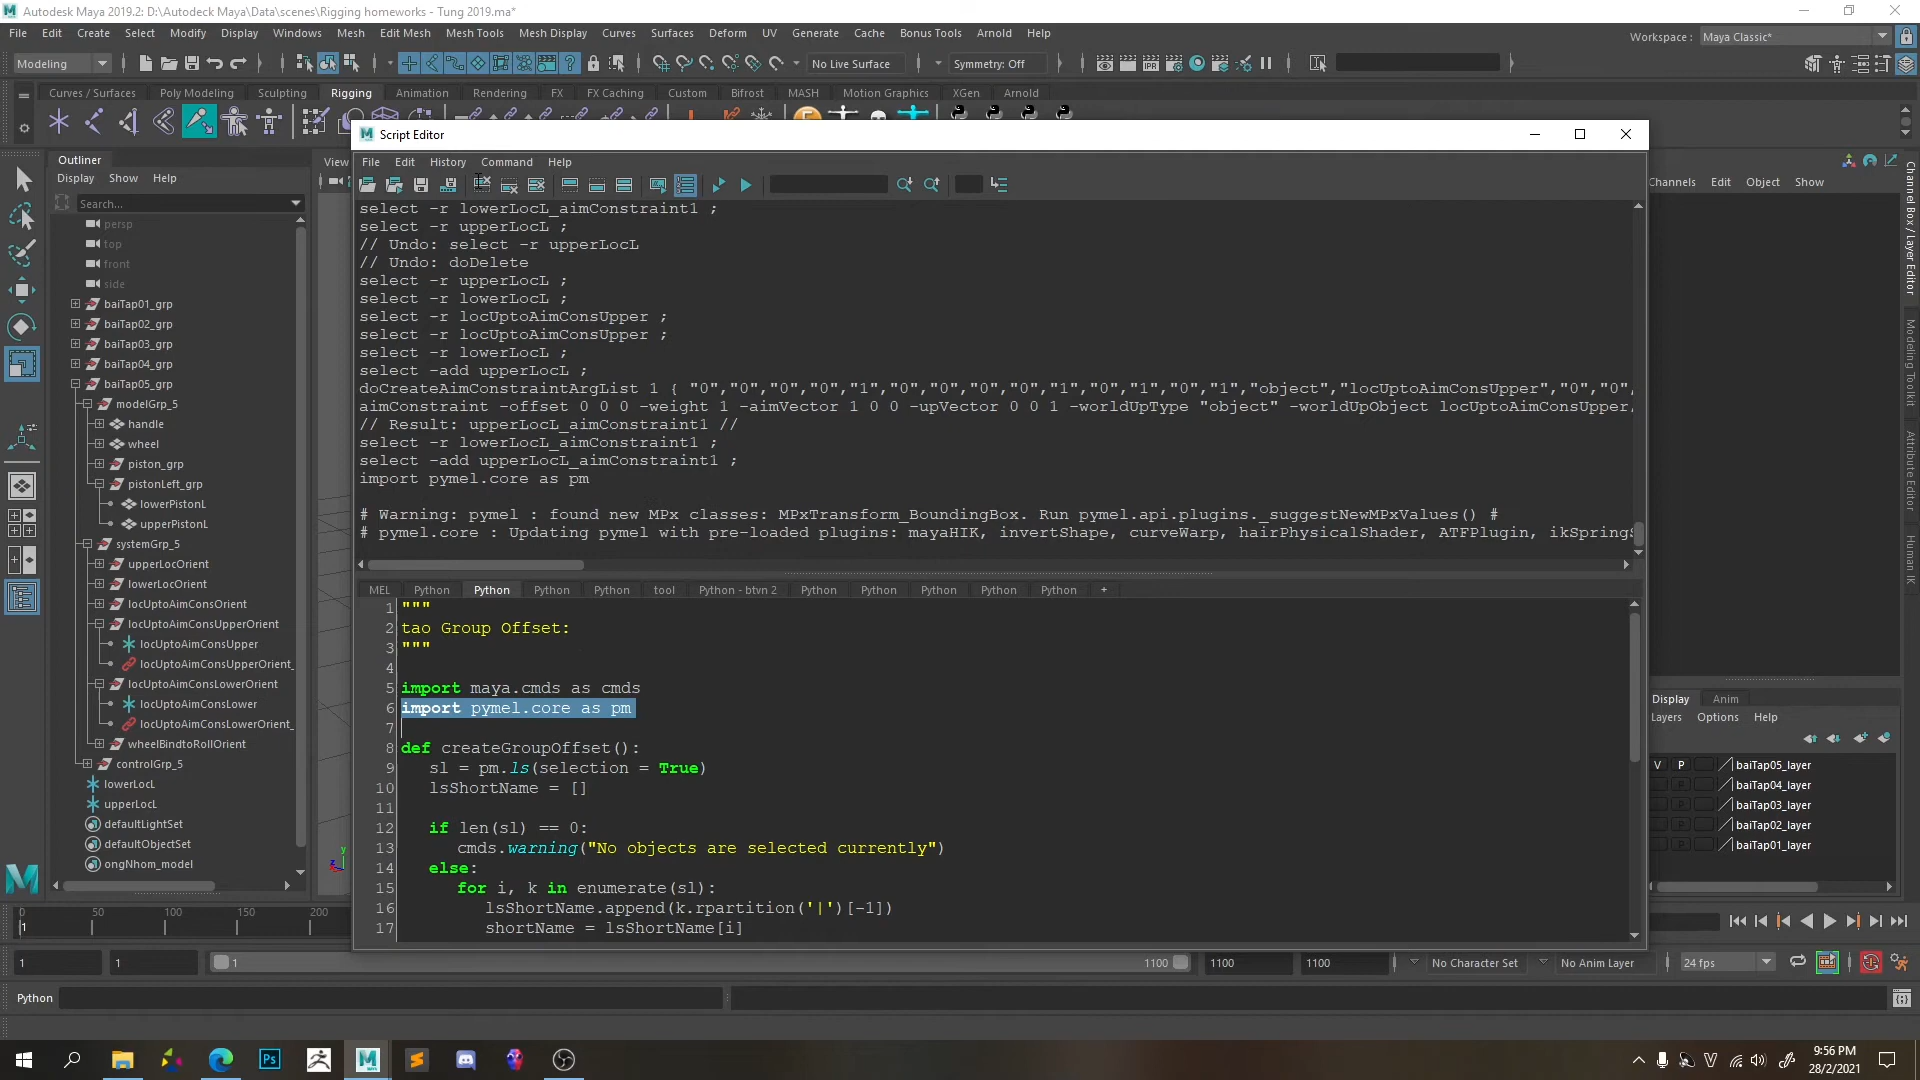 Autodesk Maya 2019.2: D:\Autodeck Maya\Data\scenes\Rigging homeworks - Tung 2019.ma*
File Edit Create Select Modify Display Windows Mesh Edit Mesh Mesh Tools Mesh Display Curves Surfaces Deform UV Generate Cache Bonus Tools Arnold Help
Workspace : Maya Classic*
Modeling No Live Surface Symmetry: Off
Curves / Surfaces Poly Modeling Sculpting Rigging Animation Rendering FX FX Caching Custom Bifrost MASH Motion Graphics XGen Arnold
Script Editor
File Edit History Command Help
Outliner
Display Show Help
Search...
persp
top
front
side
baiTap01_grp
baiTap02_grp
baiTap03_grp
baiTap04_grp
baiTap05_grp
modelGrp_5
handle
wheel
piston_grp
pistonLeft_grp
lowerPistonL
upperPistonL
systemGrp_5
upperLocOrient
lowerLocOrient
locUptoAimConsOrient
locUptoAimConsUpperOrient
locUptoAimConsUpper
locUptoAimConsUpperOrient_
locUptoAimConsLowerOrient
locUptoAimConsLower
locUptoAimConsLowerOrient_
wheelBindtoRollOrient
controlGrp_5
lowerLocL
upperLocL
defaultLightSet
defaultObjectSet
ongNhom_model
View
select -r lowerLocL_aimConstraint1 ;
select -r upperLocL ;
// Undo: select -r upperLocL
// Undo: doDelete
select -r upperLocL ;
select -r lowerLocL ;
select -r locUptoAimConsUpper ;
select -r locUptoAimConsUpper ;
select -r lowerLocL ;
select -add upperLocL ;
doCreateAimConstraintArgList 1 { "0","0","0","0","1","0","0","0","0","1","0","1","0","1","object","locUptoAimConsUpper","0","0",
aimConstraint -offset 0 0 0 -weight 1 -aimVector 1 0 0 -upVector 0 0 1 -worldUpType "object" -worldUpObject locUptoAimConsUpper
// Result: upperLocL_aimConstraint1 //
select -r lowerLocL_aimConstraint1 ;
select -add upperLocL_aimConstraint1 ;
import pymel.core as pm
# Warning: pymel : found new MPx classes: MPxTransform_BoundingBox. Run pymel.api.plugins._suggestNewMPxValues() #
# pymel.core : Updating pymel with pre-loaded plugins: mayaHIK, invertShape, curveWarp, hairPhysicalShader, ATFPlugin, ikSpring
MEL Python Python Python Python tool Python - btvn 2 Python Python Python Python Python +
1 """
2 tao Group Offset:
3 """
4
5 import maya.cmds as cmds
6 import pymel.core as pm
7
8 def createGroupOffset():
9 sl = pm.ls(selection = True)
10 lsShortName = []
11
12 if len(sl) == 0:
13 cmds.warning("No objects are selected currently")
14 else:
15 for i, k in enumerate(sl):
16 lsShortName.append(k.rpartition('|')[-1])
17 shortName = lsShortName[i]
Channels Edit Object Show
Channel Box / Layer Editor
Modeling Toolkit
Attribute Editor
Human IK
Display Anim
Layers Options Help
V P baiTap05_layer
P baiTap04_layer
P baiTap03_layer
P baiTap02_layer
P baiTap01_layer
0 50 100 150 200
1
1 1 1 1100 1100 1100 No Character Set No Anim Layer 24 fps
Python
Ps
9:56 PM
28/2/2021